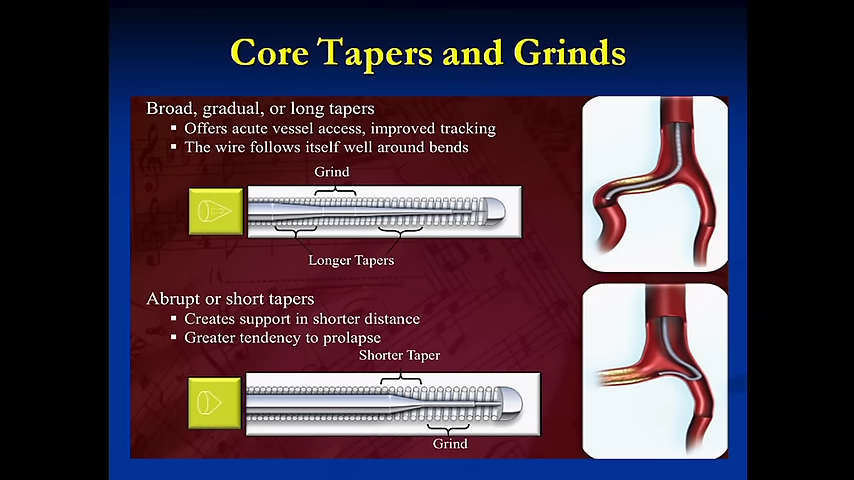 Core Tapers and Grinds
Broad, gradual, or long tapers
▪ Offers acute vessel access, improved tracking
▪ The wire follows itself well around bends
Grind
Longer Tapers
Abrupt or short tapers
▪ Creates support in shorter distance
▪ Greater tendency to prolapse
Shorter Taper
Grind